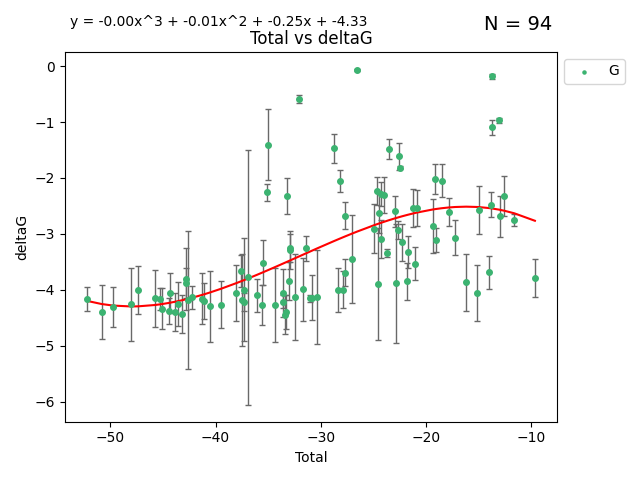 y = -0.00x^3 + -0.01x^2 + -0.25x + -4.33
N = 94
Total vs deltaG
G
deltaG
0
−1
−2
−3
−4
−5
−6
−50
−40
−30
−20
−10
Total